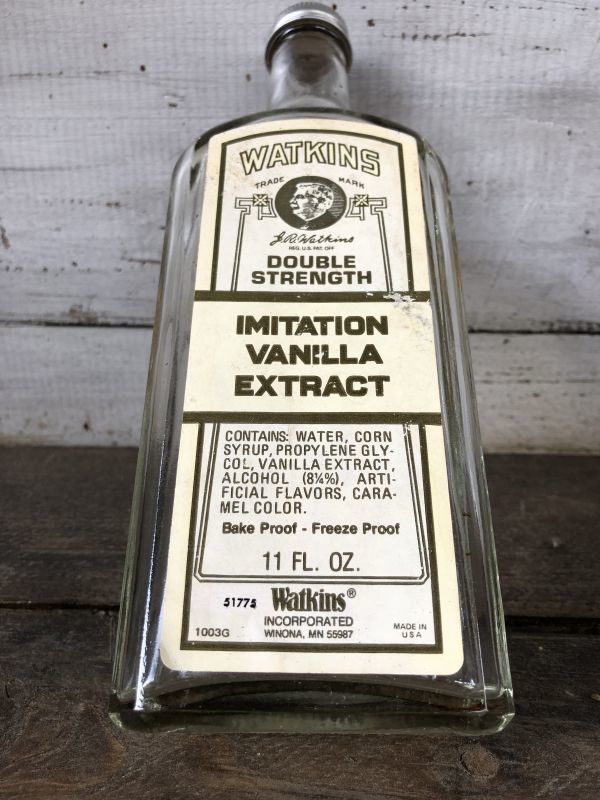 WATKINS
TRADE MARK
J.R. Watkins
REG. U.S. PAT. OFF
DOUBLE
STRENGTH
IMITATION
VANILLA
EXTRACT
CONTAINS: WATER, CORN
SYRUP, PROPYLENE GLY-
COL, VANILLA EXTRACT,
ALCOHOL (8¼%), ARTI-
FICIAL FLAVORS, CARA-
MEL COLOR.
Bake Proof - Freeze Proof
11 FL. OZ.
51775 Watkins®
INCORPORATED
1003G WINONA, MN 55987 MADE IN
USA